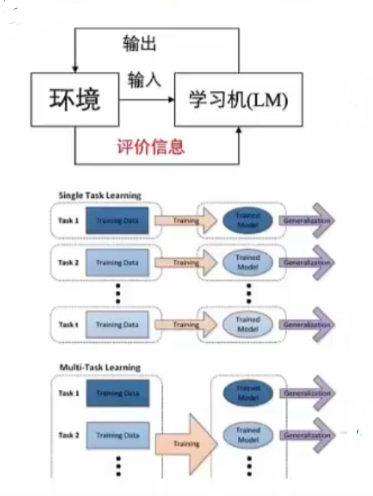 输出
环境
输入
学习机(LM)
评价信息
Single Task Learning
Task 1 Training Data Training Trained Model Generalization
Task 2 Training Data Training Trained Model Generalization
Task t Training Data Training Trained Model Generalization
Multi-Task Learning
Task 1 Training Data Trained Model Generalization
Task 2 Training Data Training Trained Model Generalization